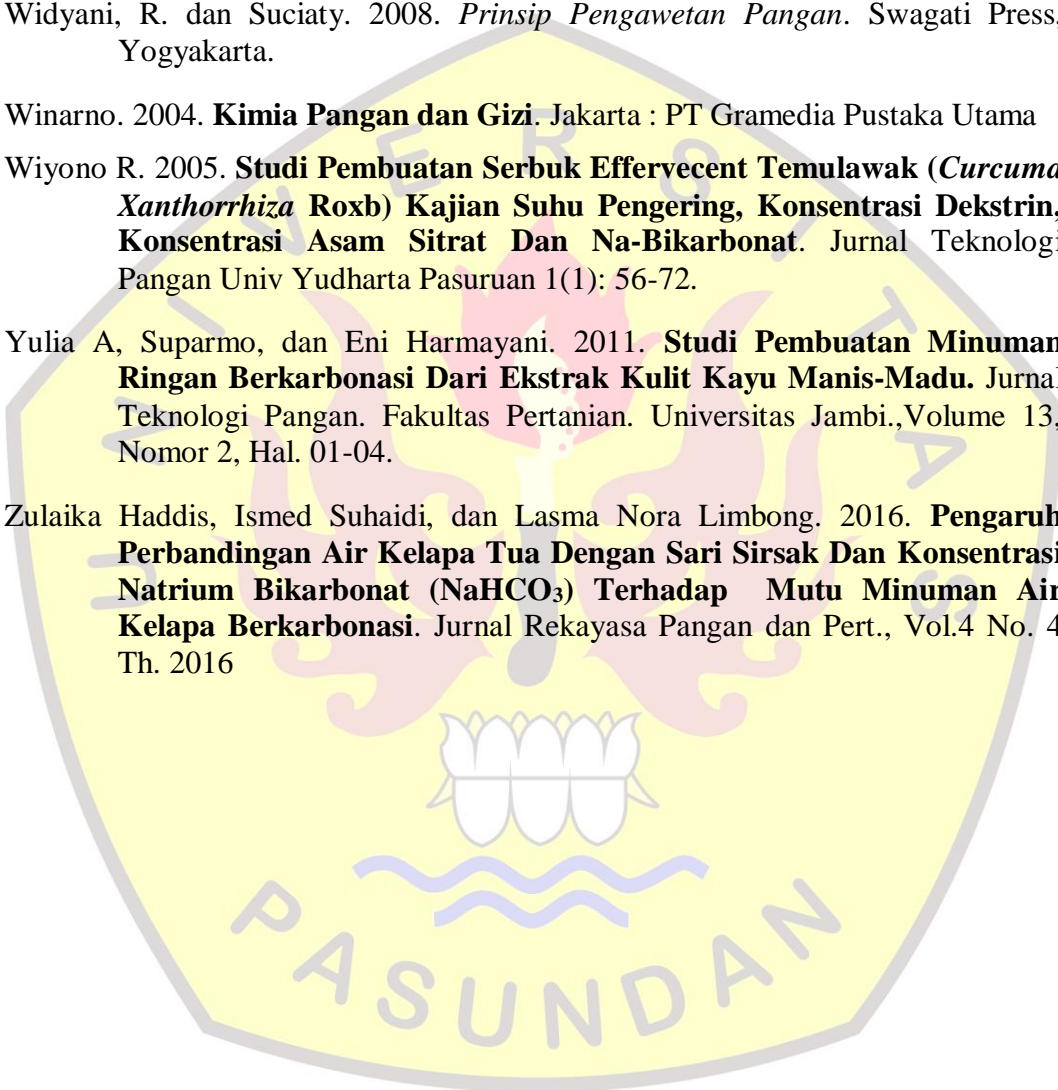 Widyani, R. dan Suciaty. 2008. Prinsip Pengawetan Pangan. Swagati Press,
Yogyakarta.
Winarno. 2004. Kimia Pangan dan Gizi. Jakarta : PT Gramedia Pustaka Utama
Wiyono R. 2005. Studi Pembuatan Serbuk Effervecent Temulawak (Curcuma
Xanthorrhiza Roxb) Kajian Suhu Pengering, Konsentrasi Dekstrin,
Konsentrasi Asam Sitrat Dan Na-Bikarbonat. Jurnal Teknologi
Pangan Univ Yudharta Pasuruan 1(1): 56-72.
Yulia A, Suparmo, dan Eni Harmayani. 2011. Studi Pembuatan Minuman
Ringan Berkarbonasi Dari Ekstrak Kulit Kayu Manis-Madu. Jurnal
Teknologi Pangan. Fakultas Pertanian. Universitas Jambi.,Volume 13,
Nomor 2, Hal. 01-04.
Zulaika Haddis, Ismed Suhaidi, dan Lasma Nora Limbong. 2016. Pengaruh
Perbandingan Air Kelapa Tua Dengan Sari Sirsak Dan Konsentrasi
Natrium Bikarbonat (NaHCO₃) Terhadap Mutu Minuman Air
Kelapa Berkarbonasi. Jurnal Rekayasa Pangan dan Pert., Vol.4 No. 4
Th. 2016
UNIVERSITAS
PASUNDAN